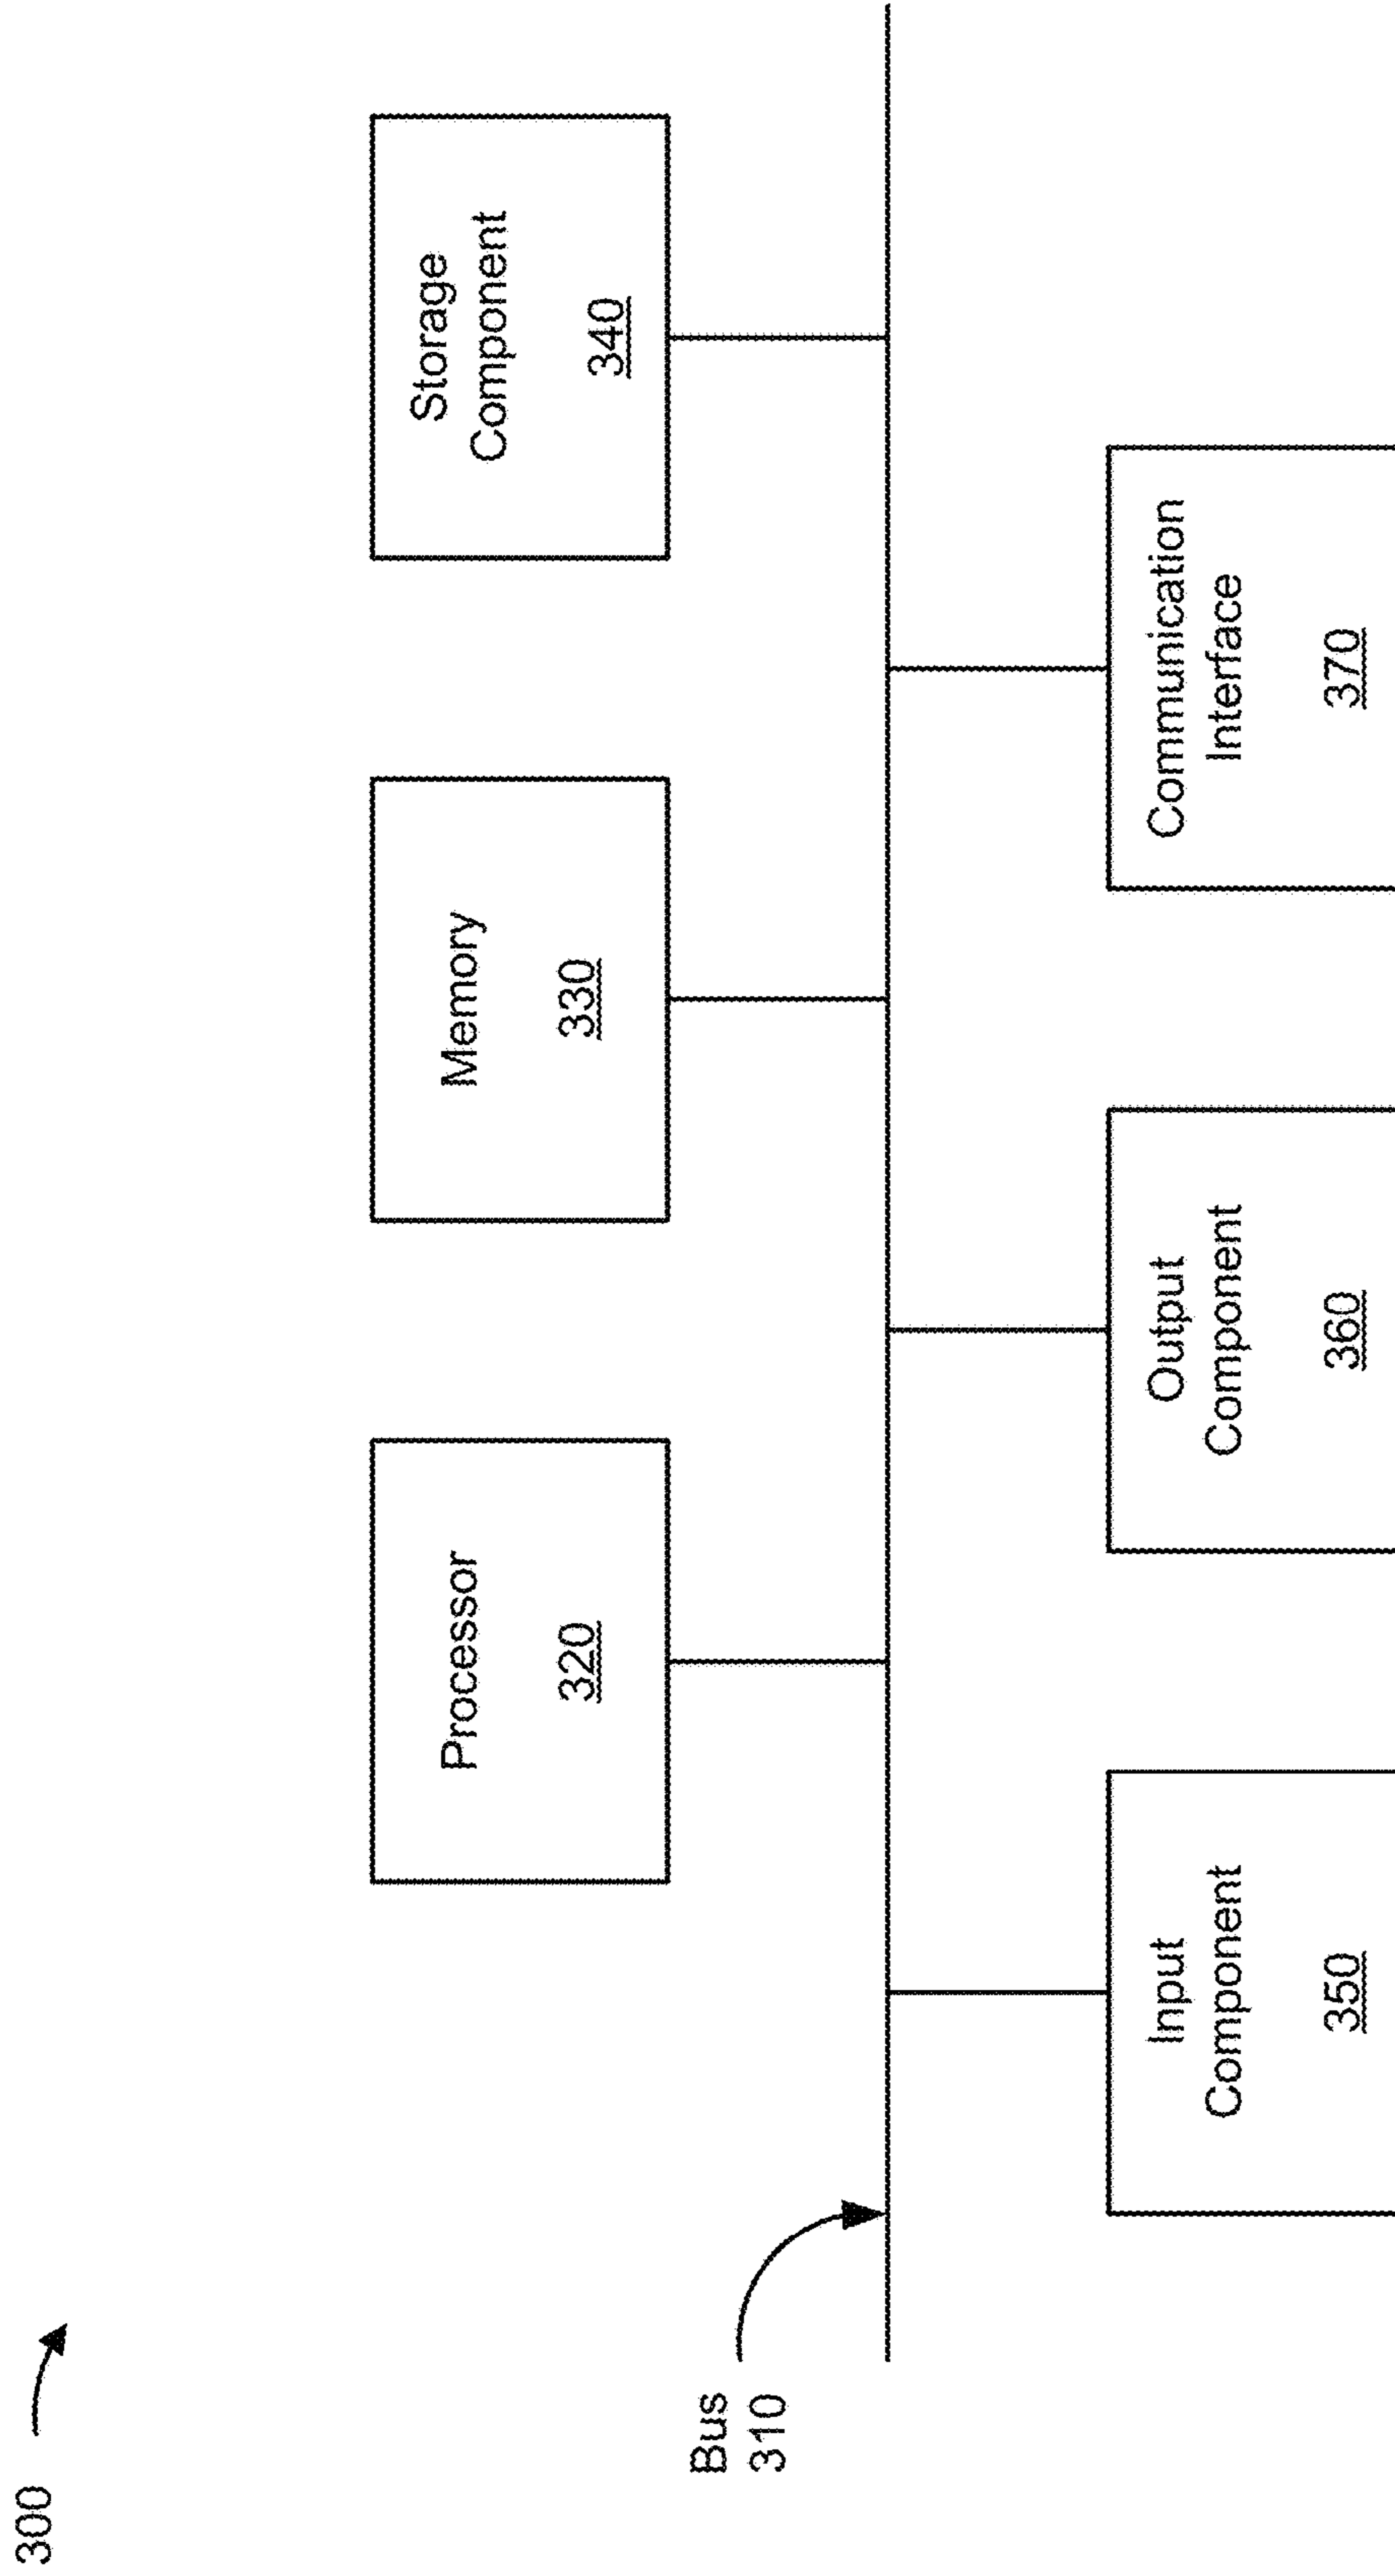 300
Processor
320
Memory
330
Storage
Component
340
Bus
310
Input
Component
350
Output
Component
360
Communication
Interface
370